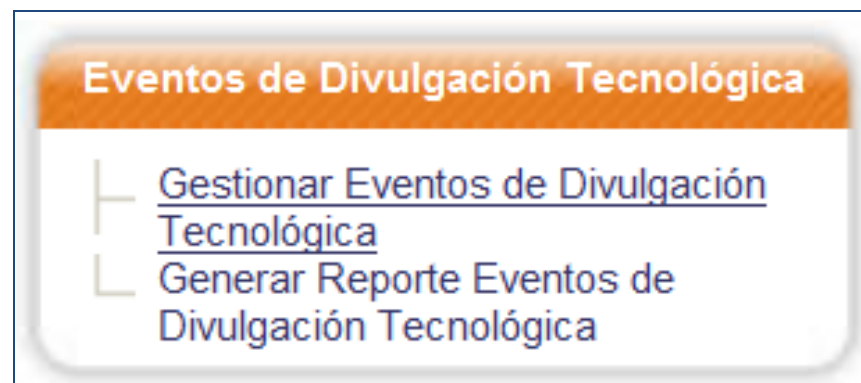 Eventos de Divulgación Tecnológica
Gestionar Eventos de Divulgación
Tecnológica
Generar Reporte Eventos de
Divulgación Tecnológica